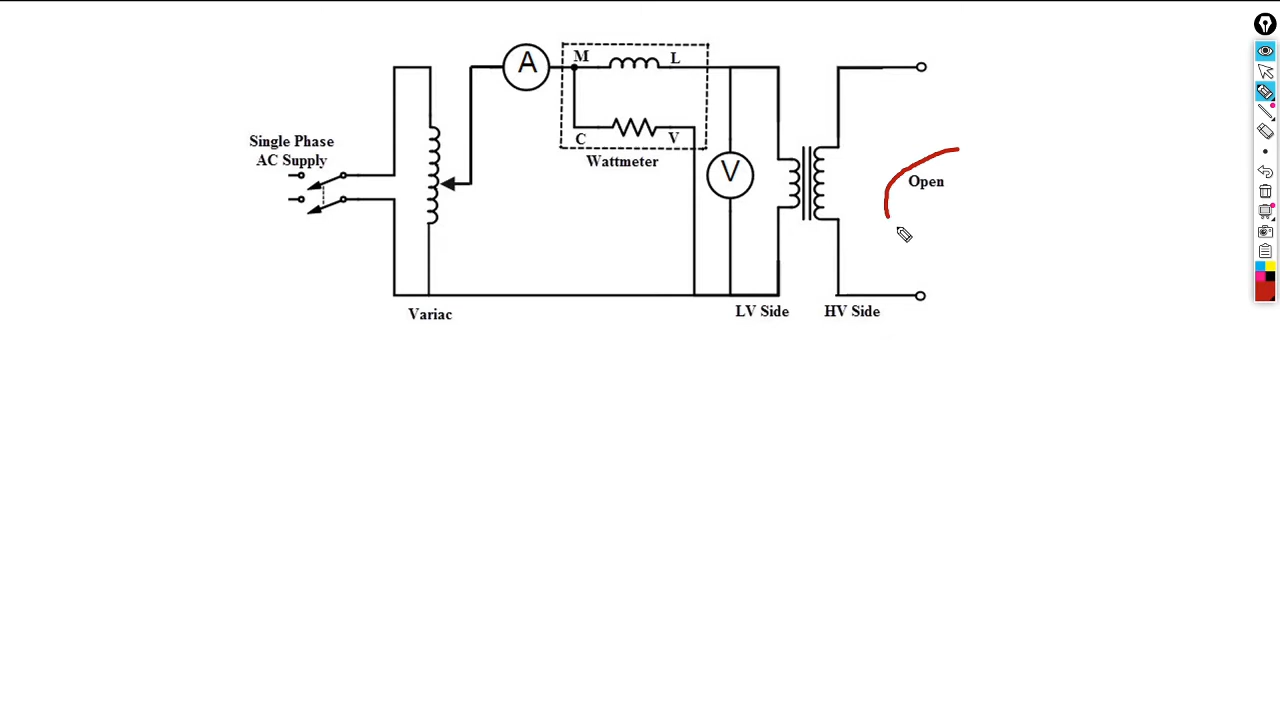 A
M
L
C
V
Wattmeter
Single Phase
AC Supply
V
Open
Variac
LV Side
HV Side